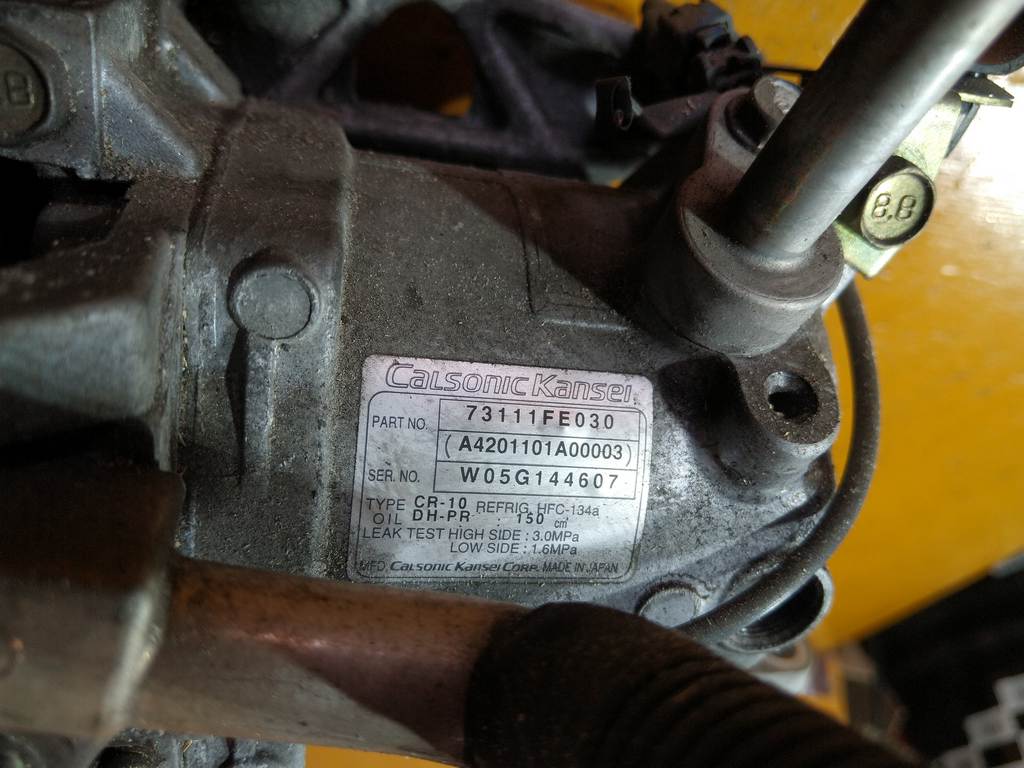 8.8
8.8
Calsonic Kansei
PART NO. 73111FE030
(A4201101A00003)
SER. NO. W05G144607
TYPE CR-10 REFRIG. HFC-134a
OIL DH-PR : 150 cm³
LEAK TEST HIGH SIDE : 3.0MPa
LOW SIDE : 1.6MPa
MFD. Calsonic Kansei Corp. MADE IN JAPAN